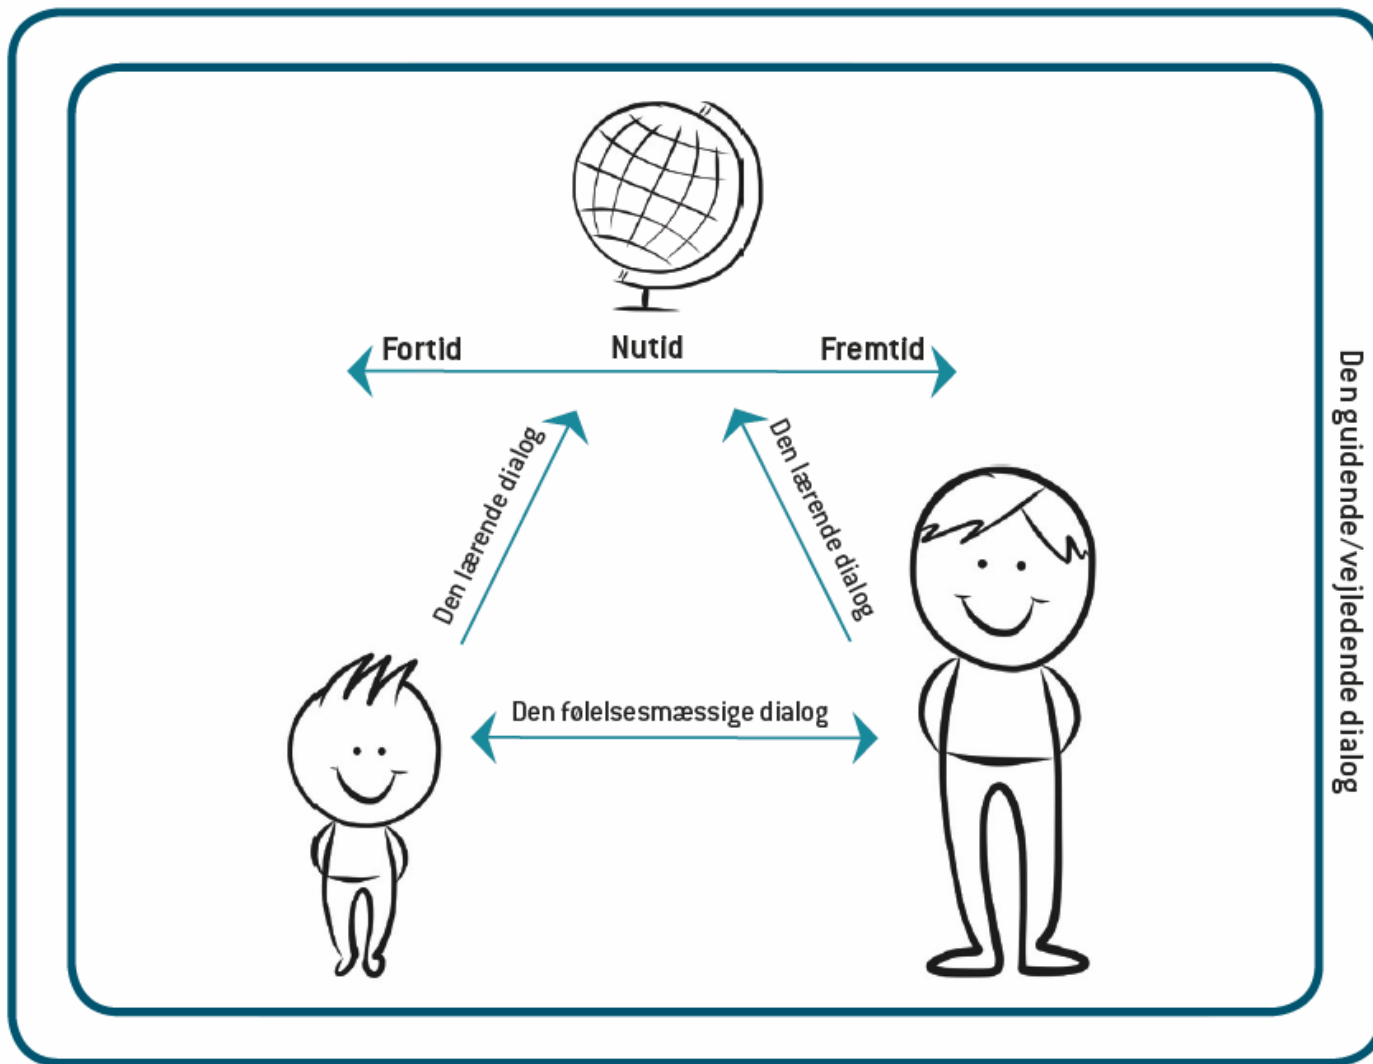 Fortid
Nutid
Fremtid
Den lærende dialog
Den lærende dialog
Den følelsesmæssige dialog
Den guidende/vejledende dialog